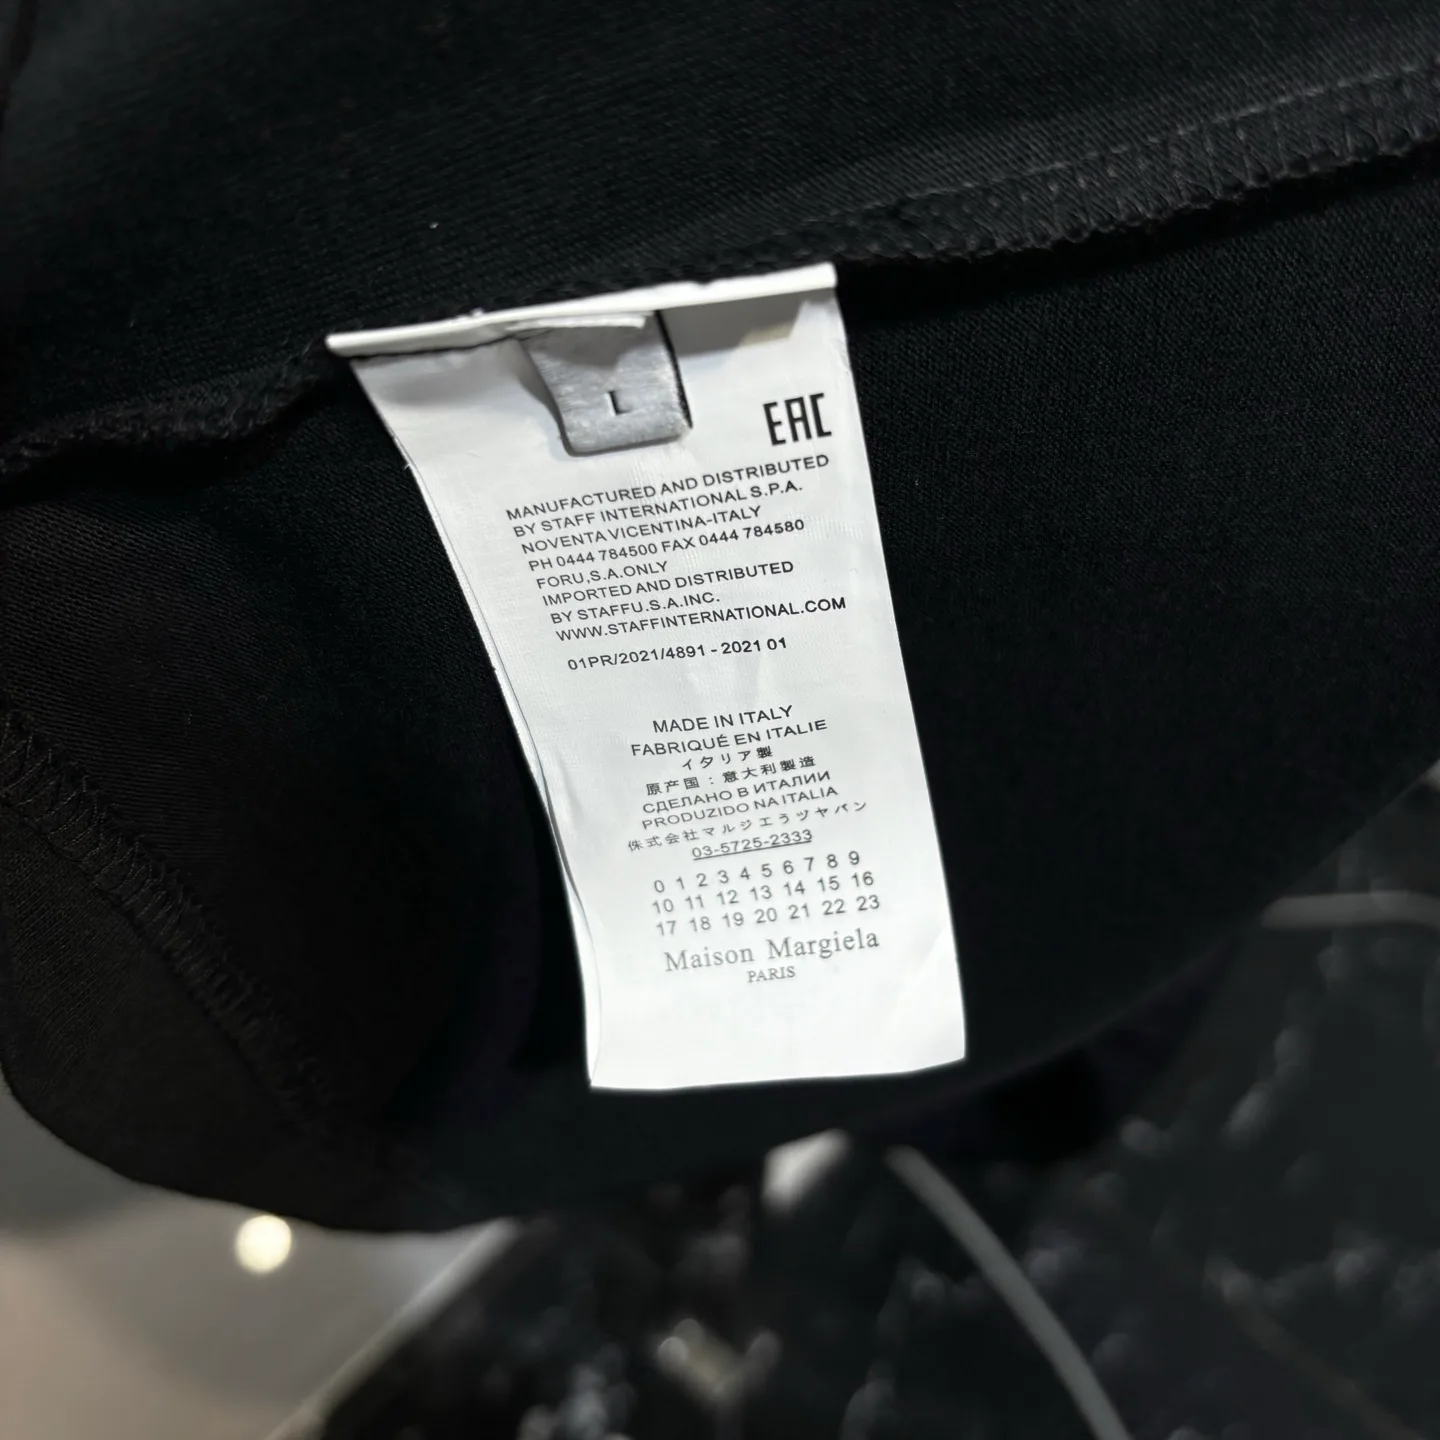 L
EAC
MANUFACTURED AND DISTRIBUTED
BY STAFF INTERNATIONAL S.P.A.
NOVENTA VICENTINA-ITALY
PH 0444 784500 FAX 0444 784580
FORU,S.A.ONLY
IMPORTED AND DISTRIBUTED
BY STAFFU.S.A.INC.
WWW.STAFFINTERNATIONAL.COM
01PR/2021/4891 - 2021 01
MADE IN ITALY
FABRIQUÉ EN ITALIE
イタリア製
原产国：意大利製造
СДЕЛАНО В ИТАЛИИ
PRODUZIDO NA ITALIA
侏式会社マルジエうツヤパン
03-5725-2333
0 1 2 3 4 5 6 7 8 9
10 11 12 13 14 15 16
17 18 19 20 21 22 23
Maison Margiela
PARIS